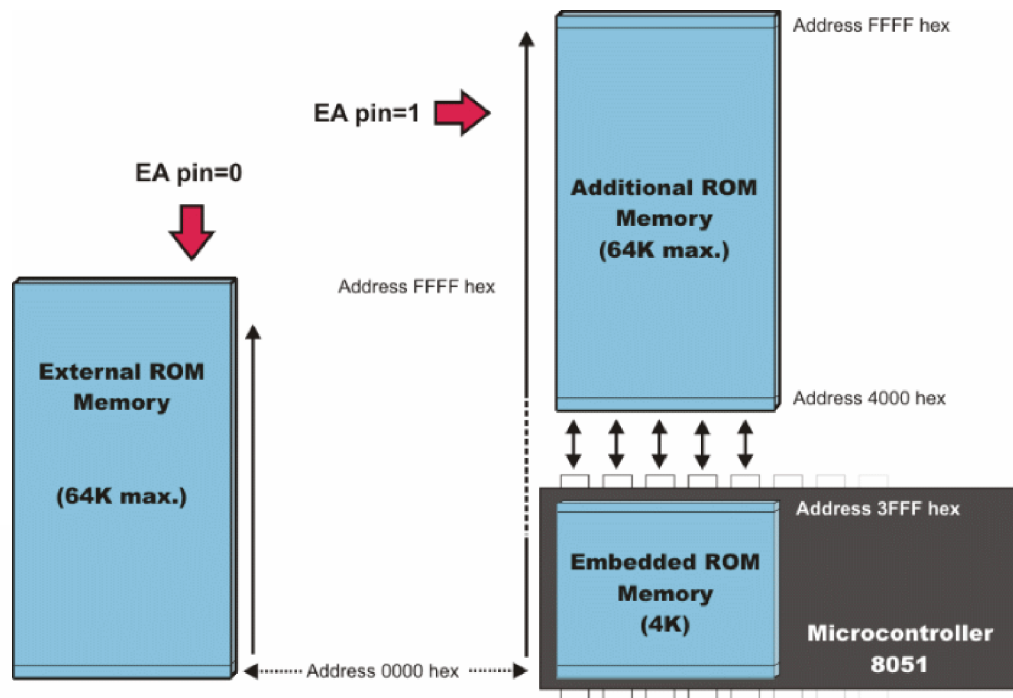 Address FFFF hex
EA pin=1
EA pin=0
Additional ROM
Memory
(64K max.)
Address FFFF hex
External ROM
Memory
(64K max.)
Address 4000 hex
Address 3FFF hex
Embedded ROM
Memory
(4K)
Microcontroller
8051
Address 0000 hex